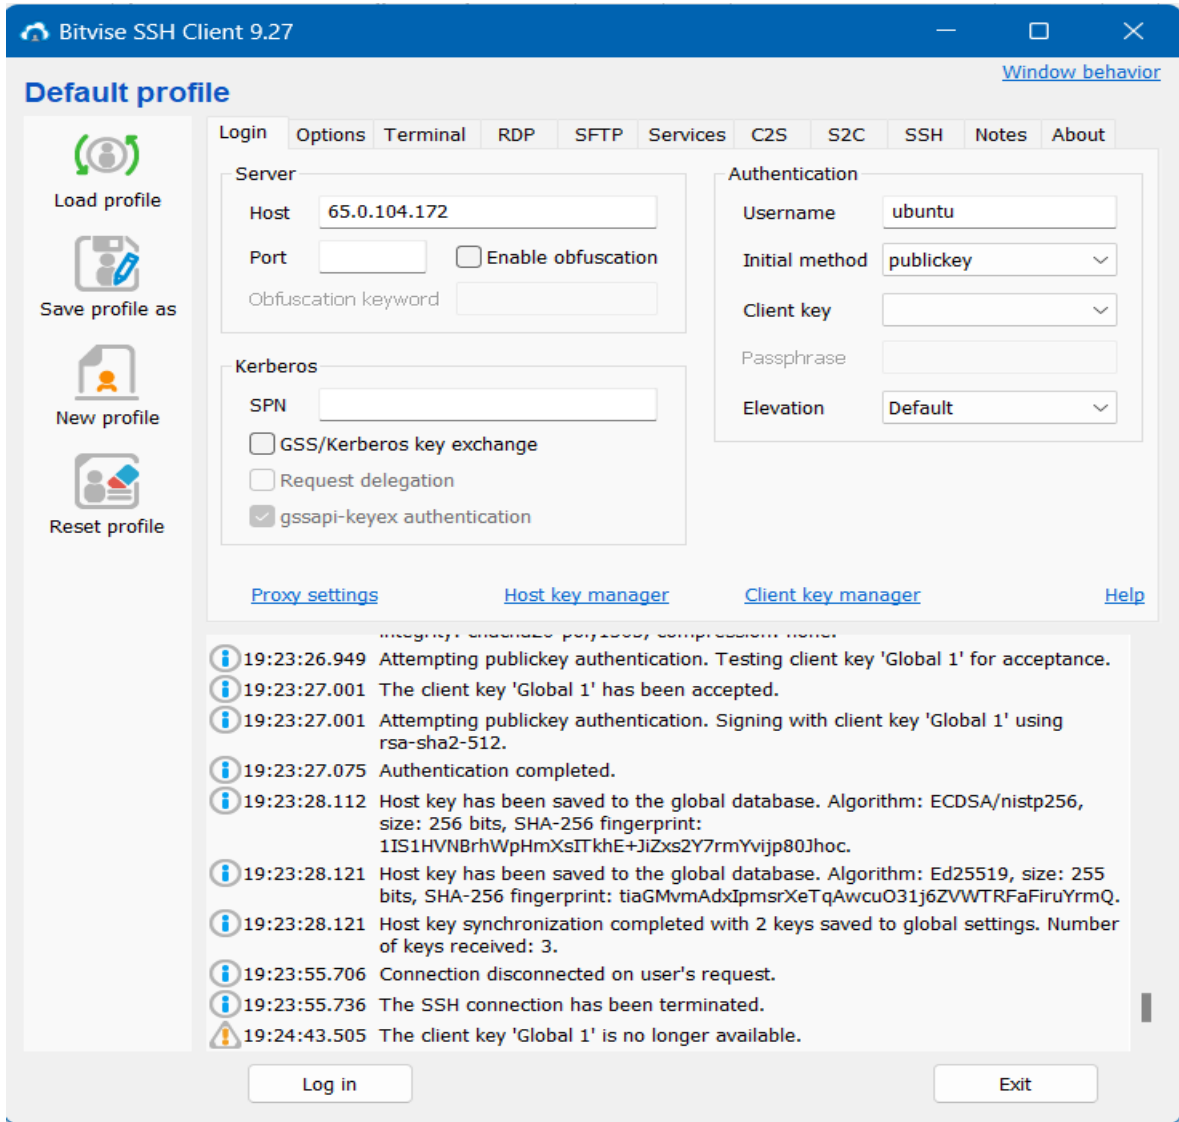 Bitvise SSH Client 9.27
Window behavior
Default profile
Load profile
Save profile as
New profile
Reset profile
Login Options Terminal RDP SFTP Services C2S S2C SSH Notes About
Server
Host 65.0.104.172
Port Enable obfuscation
Obfuscation keyword
Kerberos
SPN
GSS/Kerberos key exchange
Request delegation
gssapi-keyex authentication
Authentication
Username ubuntu
Initial method publickey
Client key
Passphrase
Elevation Default
Proxy settings Host key manager Client key manager Help
integrity: chacha20-poly1305, compression: none.
19:23:26.949 Attempting publickey authentication. Testing client key 'Global 1' for acceptance.
19:23:27.001 The client key 'Global 1' has been accepted.
19:23:27.001 Attempting publickey authentication. Signing with client key 'Global 1' using
rsa-sha2-512.
19:23:27.075 Authentication completed.
19:23:28.112 Host key has been saved to the global database. Algorithm: ECDSA/nistp256,
size: 256 bits, SHA-256 fingerprint:
1IS1HVNBrhWpHmXsITkhE+JiZxs2Y7rmYvijp80Jhoc.
19:23:28.121 Host key has been saved to the global database. Algorithm: Ed25519, size: 255
bits, SHA-256 fingerprint: tiaGMvmAdxIpmsrXeTqAwcuO31j6ZVWTRFaFiruYrmQ.
19:23:28.121 Host key synchronization completed with 2 keys saved to global settings. Number
of keys received: 3.
19:23:55.706 Connection disconnected on user's request.
19:23:55.736 The SSH connection has been terminated.
19:24:43.505 The client key 'Global 1' is no longer available.
Log in Exit